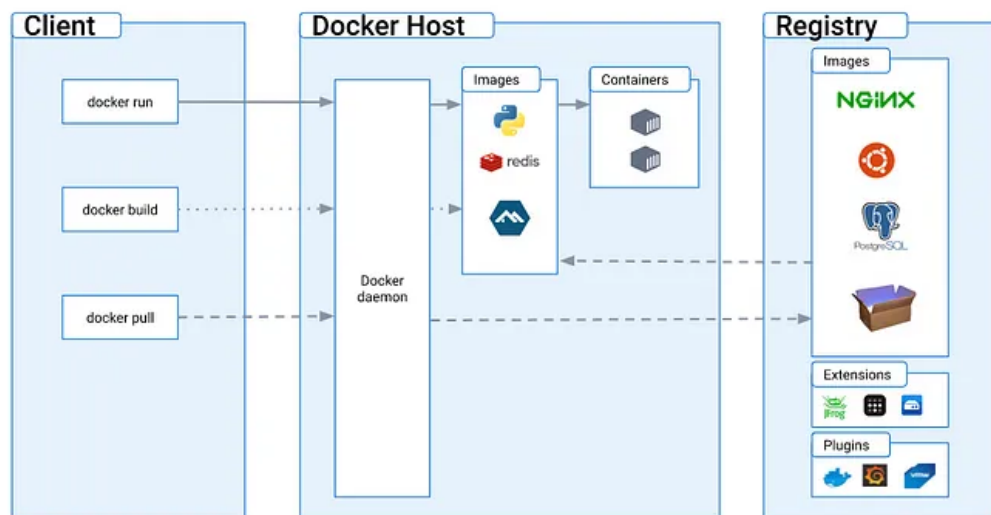 Client
docker run
docker build
docker pull
Docker Host
Docker
daemon
Images
redis
Containers
Registry
Images
NGINX
PostgreSQL
Extensions
JFrog
Plugins